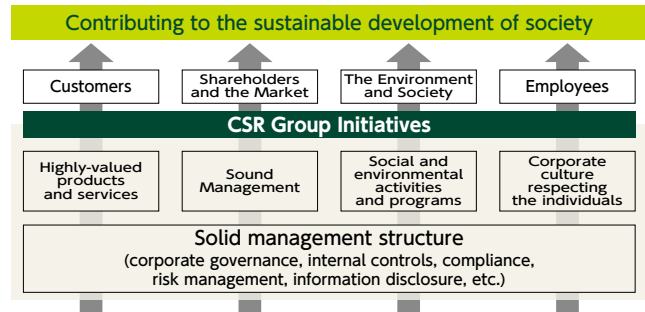 Contributing to the sustainable development of society
Customers
Shareholders
and the Market
The Environment
and Society
Employees
CSR Group Initiatives
Highly-valued
products
and services
Sound
Management
Social and
environmental
activities
and programs
Corporate
culture
respecting
the individuals
Solid management structure
(corporate governance, internal controls, compliance,
risk management, information disclosure, etc.)